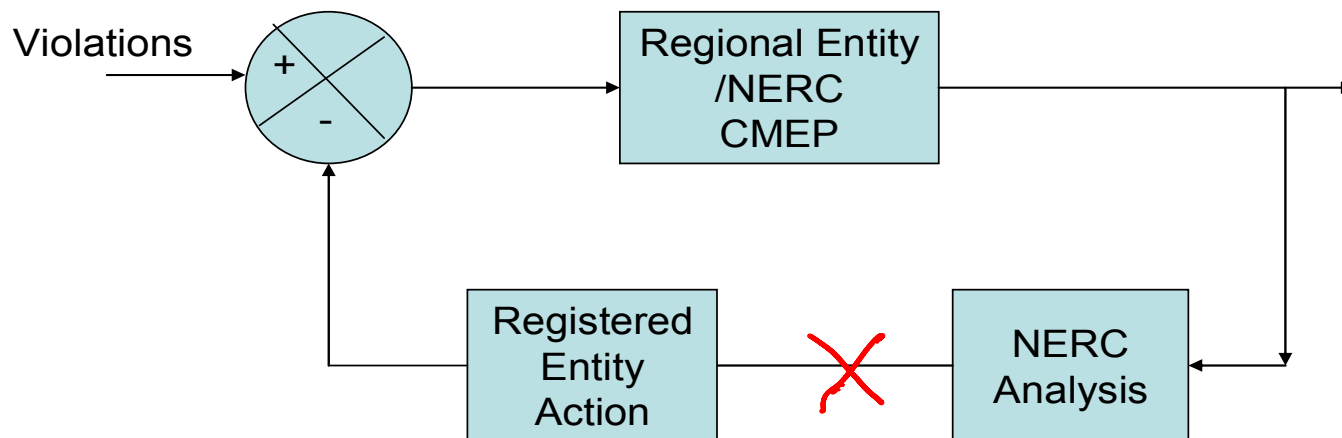 Violations
+
-
Regional Entity
/NERC
CMEP
Registered
Entity
Action
NERC
Analysis